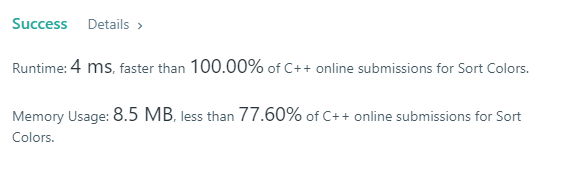 Success Details ›
Runtime: 4 ms, faster than 100.00% of C++ online submissions for Sort Colors.
Memory Usage: 8.5 MB, less than 77.60% of C++ online submissions for Sort
Colors.